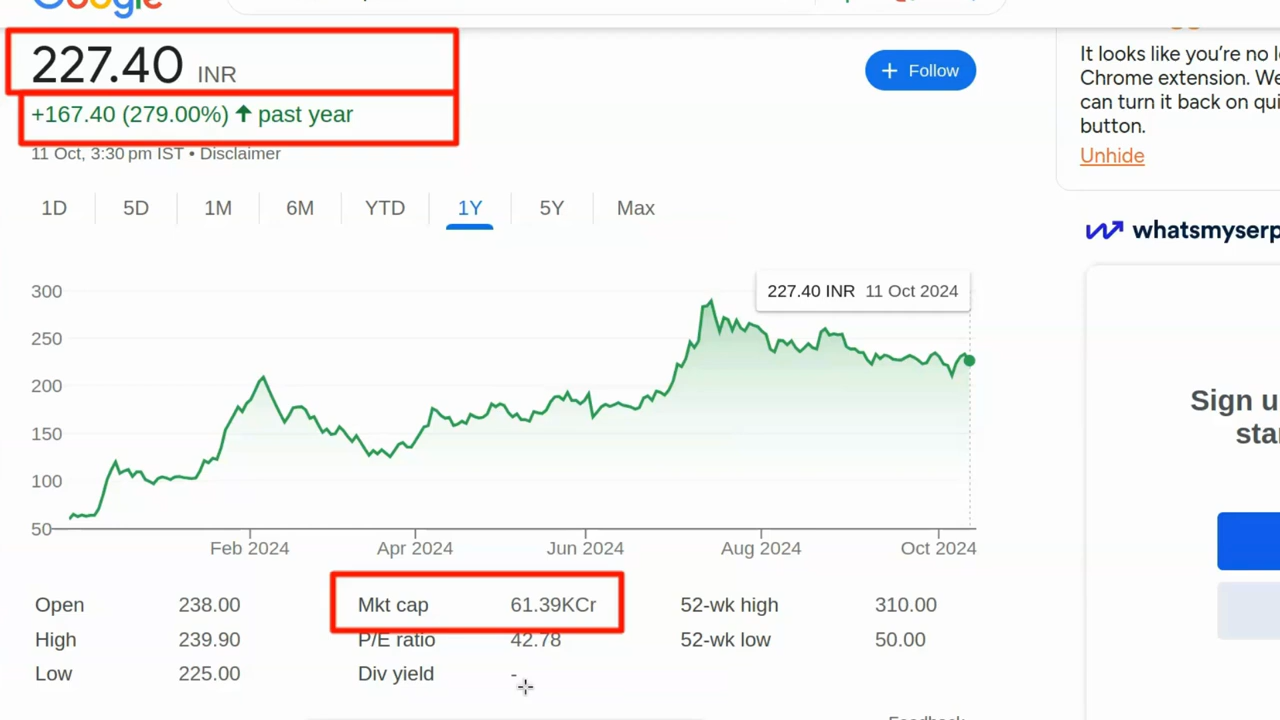 Google
227.40 INR
+167.40 (279.00%) ↑ past year
11 Oct, 3:30 pm IST • Disclaimer
+ Follow
1D 5D 1M 6M YTD 1Y 5Y Max
227.40 INR 11 Oct 2024
300
250
200
150
100
50
Feb 2024 Apr 2024 Jun 2024 Aug 2024 Oct 2024
Open 238.00 Mkt cap 61.39KCr 52-wk high 310.00
High 239.90 P/E ratio 42.78 52-wk low 50.00
Low 225.00 Div yield -
Feedback
It looks like you're no l
Chrome extension. We
can turn it back on qui
button.
Unhide
whatsmyserp
Sign u
sta